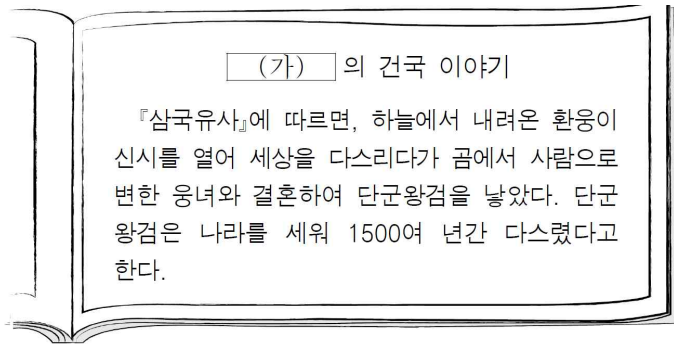 (가) 의 건국 이야기
『삼국유사』에 따르면, 하늘에서 내려온 환웅이
신시를 열어 세상을 다스리다가 곰에서 사람으로
변한 웅녀와 결혼하여 단군왕검을 낳았다. 단군
왕검은 나라를 세워 1500여 년간 다스렸다고
한다.